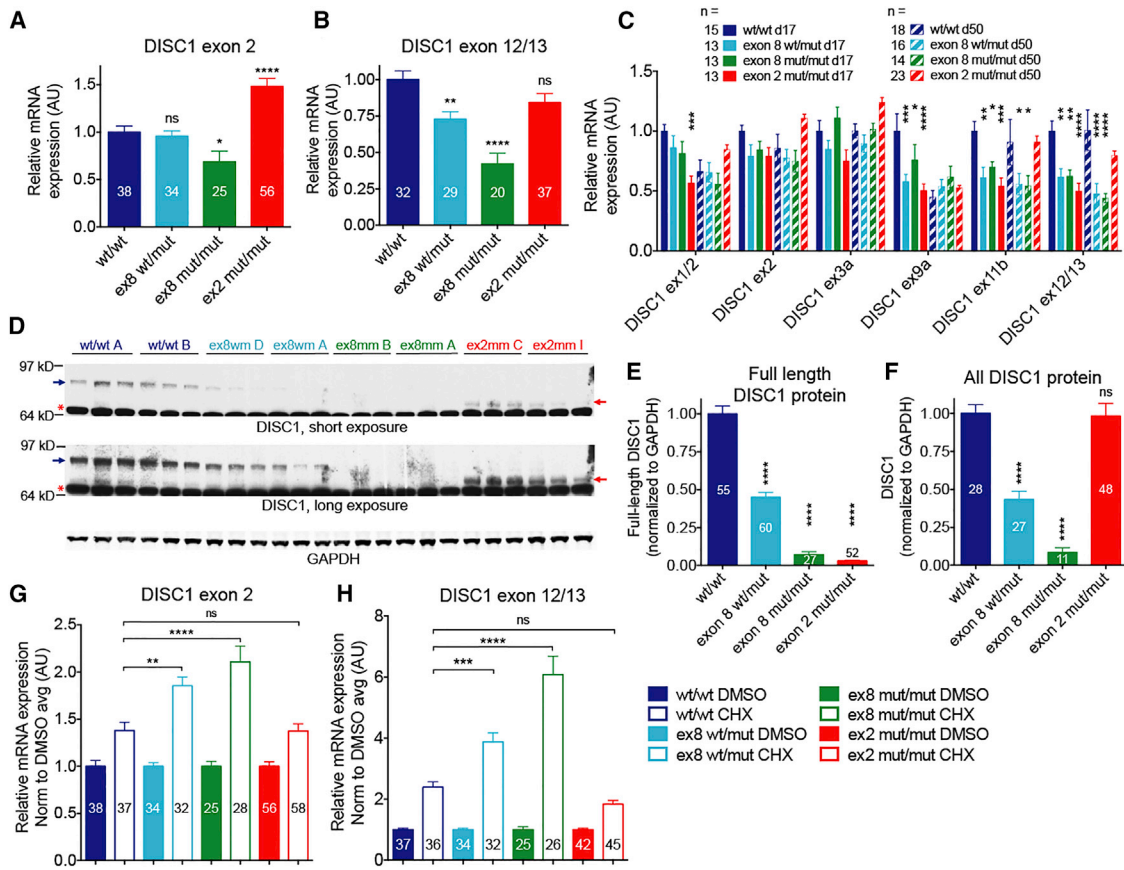 A
DISC1 exon 2
Relative mRNA
expression (AU)
1.5
1.0
0.5
0.0
ns
*
****
38
34
25
56
wt/wt
ex8 wt/mut
ex8 mut/mut
ex2 mut/mut
B
DISC1 exon 12/13
Relative mRNA
expression (AU)
1.00
0.75
0.50
0.25
0.00
**
****
ns
32
29
20
37
wt/wt
ex8 wt/mut
ex8 mut/mut
ex2 mut/mut
C
n =
15 wt/wt d17
13 exon 8 wt/mut d17
13 exon 8 mut/mut d17
13 exon 2 mut/mut d17
n =
18 wt/wt d50
16 exon 8 wt/mut d50
14 exon 8 mut/mut d50
23 exon 2 mut/mut d50
Relative mRNA
expression (AU)
1.5
1.0
0.5
0.0
***
** * ****
** * *** * *
** ** **** **** ****
DISC1 ex1/2
DISC1 ex2
DISC1 ex3a
DISC1 ex9a
DISC1 ex11b
DISC1 ex12/13
D
wt/wt A
wt/wt B
ex8wm D
ex8wm A
ex8mm B
ex8mm A
ex2mm C
ex2mm I
97 kD
*
64 kD
DISC1, short exposure
97 kD
*
64 kD
DISC1, long exposure
GAPDH
E
Full length
DISC1 protein
Full-length DISC1
(normalized to GAPDH)
1.00
0.75
0.50
0.25
0.00
****
****
****
55
60
27
52
wt/wt
exon 8 wt/mut
exon 8 mut/mut
exon 2 mut/mut
F
All DISC1 protein
DISC1
(normalized to GAPDH)
1.00
0.75
0.50
0.25
0.00
****
****
ns
28
27
11
48
wt/wt
exon 8 wt/mut
exon 8 mut/mut
exon 2 mut/mut
G
DISC1 exon 2
Relative mRNA expression
Norm to DMSO avg (AU)
2.5
2.0
1.5
1.0
0.5
0.0
ns
****
**
38
37
34
32
25
28
56
58
H
DISC1 exon 12/13
Relative mRNA expression
Norm to DMSO avg (AU)
8
6
4
2
0
ns
****
***
37
36
34
32
25
26
42
45
wt/wt DMSO
wt/wt CHX
ex8 wt/mut DMSO
ex8 wt/mut CHX
ex8 mut/mut DMSO
ex8 mut/mut CHX
ex2 mut/mut DMSO
ex2 mut/mut CHX